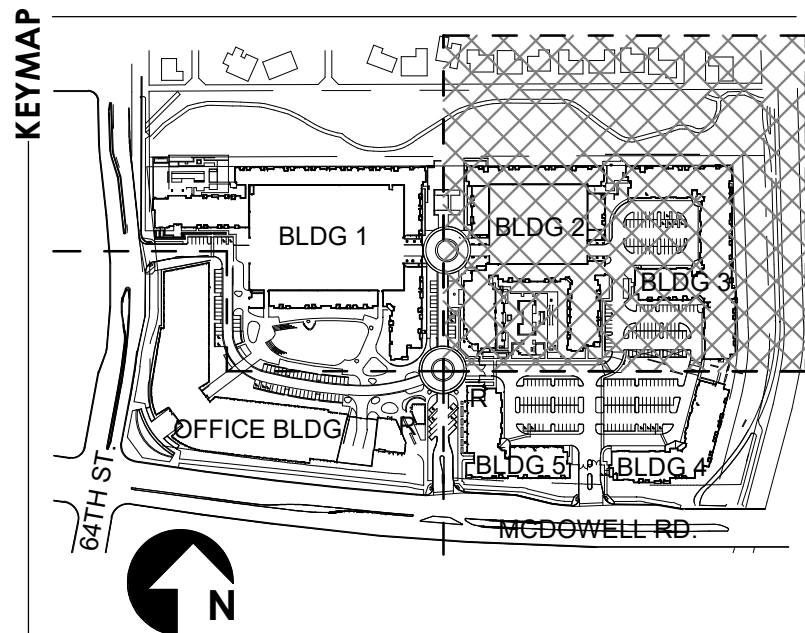 KEYMAP
BLDG 1
BLDG 2
BLDG 3
R
R
OFFICE BLDG
BLDG 5
BLDG 4
64TH ST.
MCDOWELL RD.
N